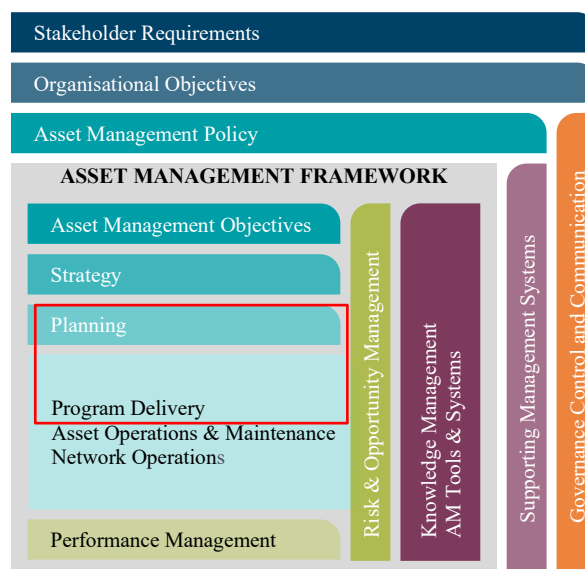 Stakeholder Requirements
Organisational Objectives
Asset Management Policy
ASSET MANAGEMENT FRAMEWORK
Asset Management Objectives
Strategy
Planning
Program Delivery
Asset Operations & Maintenance
Network Operations
Performance Management
Risk & Opportunity Management
Knowledge Management
AM Tools & Systems
Supporting Management Systems
Governance Control and Communication